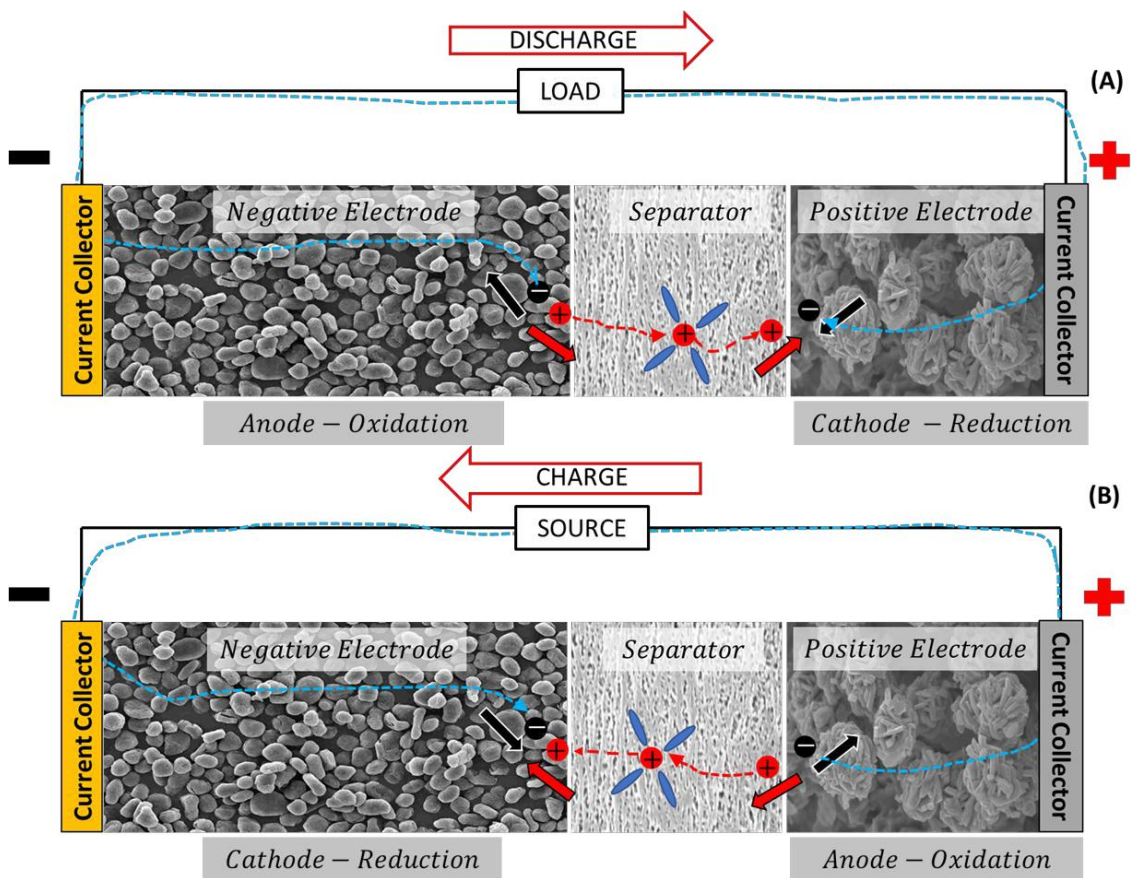 DISCHARGE
(A)
LOAD
−
+
Negative Electrode
Separator
Positive Electrode
Current Collector
Current Collector
−
+
+
+
−
Anode − Oxidation
Cathode − Reduction
CHARGE
(B)
SOURCE
−
+
Negative Electrode
Separator
Positive Electrode
Current Collector
Current Collector
−
+
+
+
−
Cathode − Reduction
Anode − Oxidation